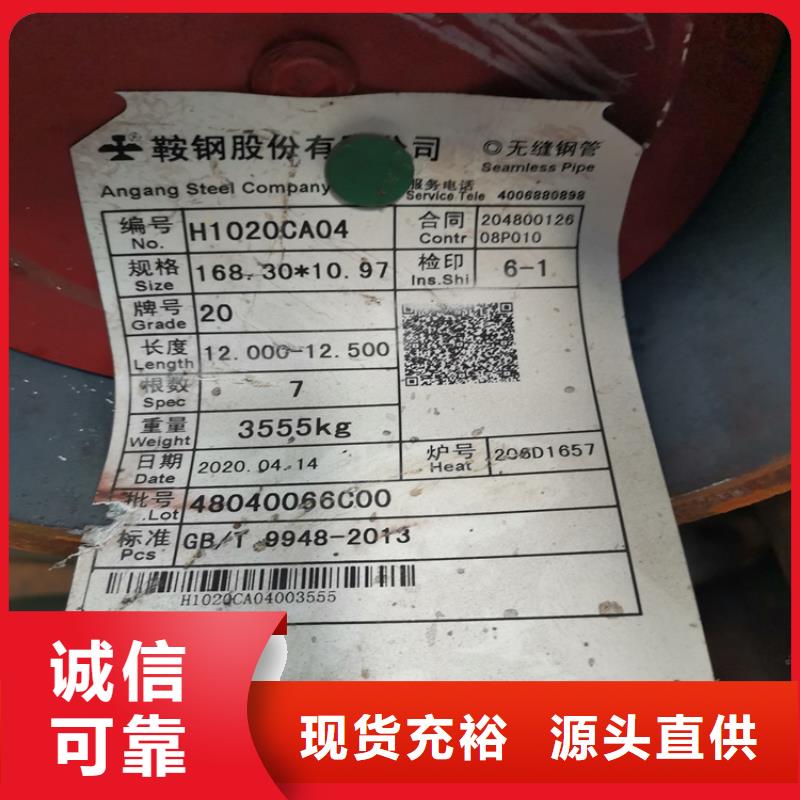 鞍钢股份有 公司
◎无缝钢管
Seamless Pipe
Angang Steel Company
服务电话
Service Tele 4006880898
编号 No. H1020CA04 合同 Contr 204800126 08P010
规格 Size 168.30*10.97 检印 Ins.Shi 6-1
牌号 Grade 20
长度 Length 12.000-12.500
根数 Spec 7
重量 Weight 3555kg
日期 Date 2020.04.14 炉号 Heat 206D1657
批号 .Lot 48040066C00
标准 Pcs GB/T 9948-2013
H1020CA04003555
诚信
可靠
现货充裕 源头直供